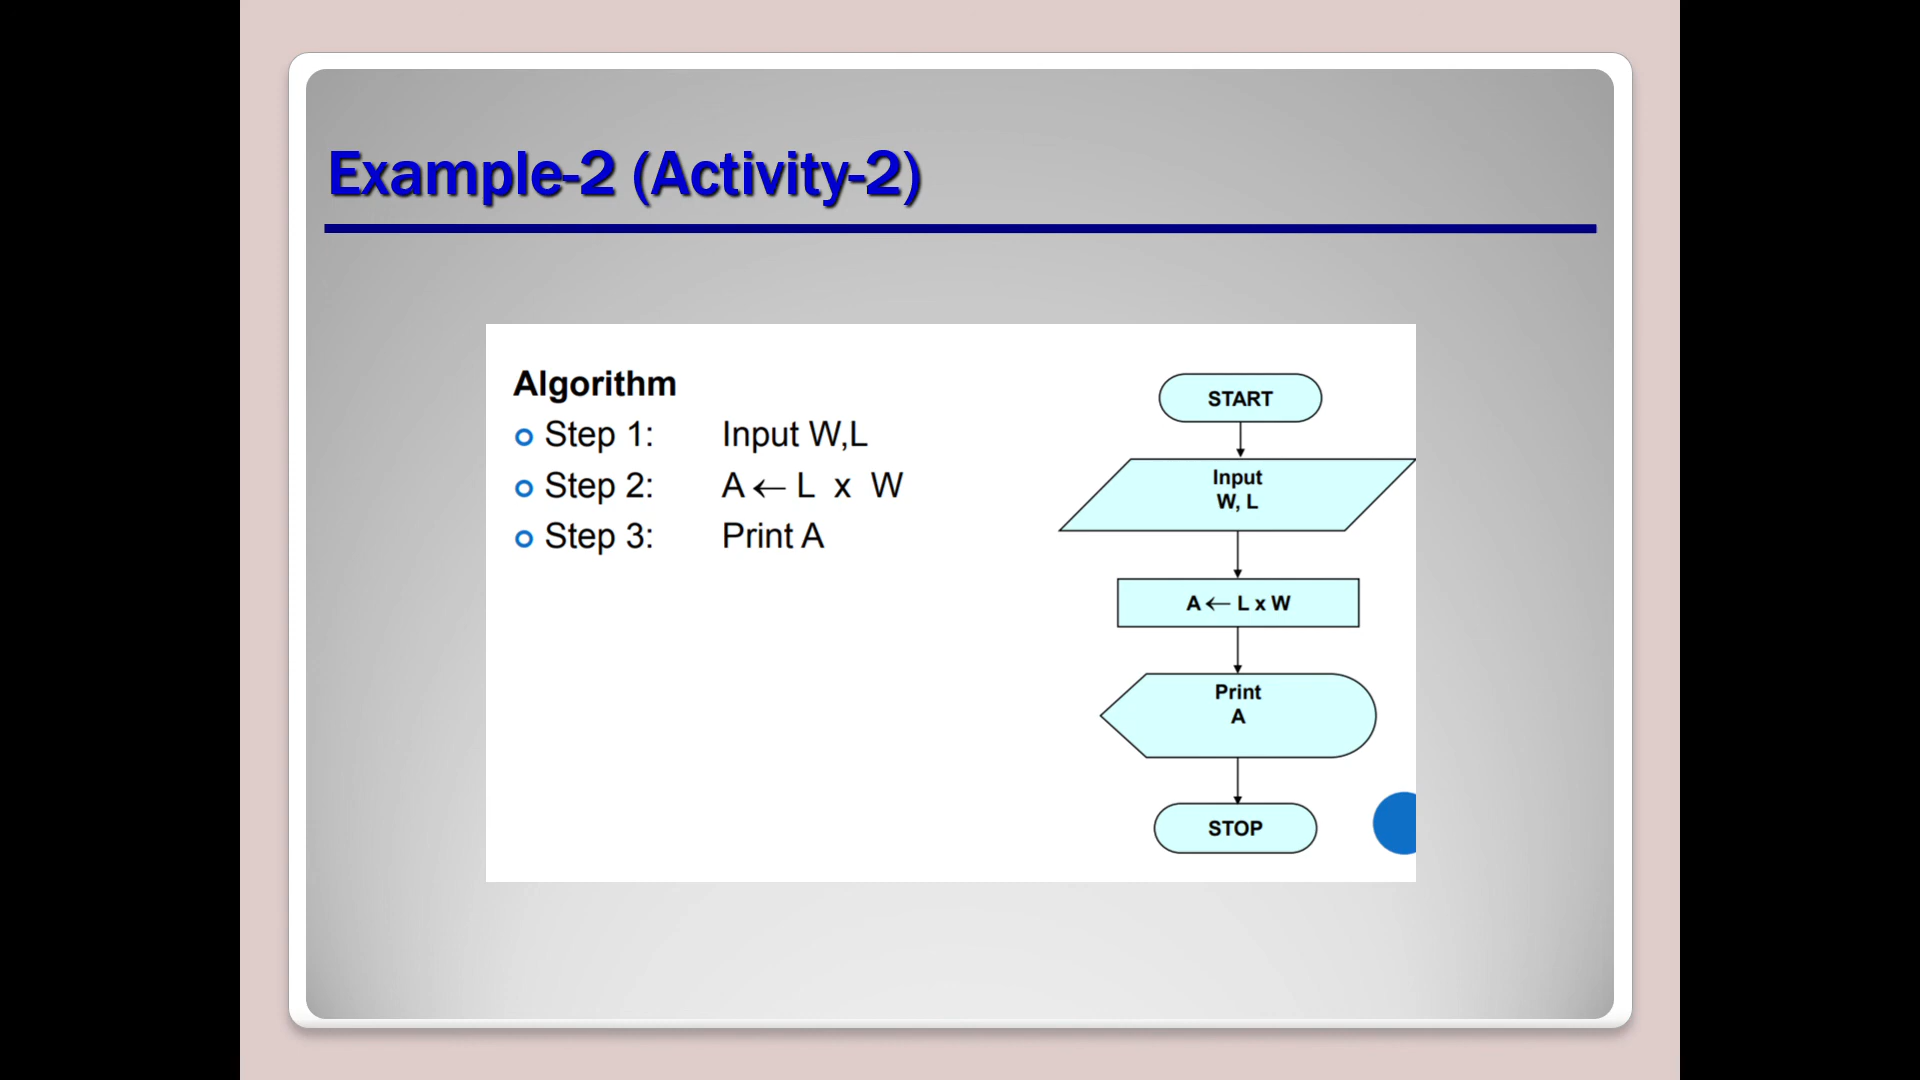 Example-2 (Activity-2)
Algorithm
Step 1: Input W,L
Step 2: A ← L x W
Step 3: Print A
START
Input
W, L
A ← L x W
Print
A
STOP